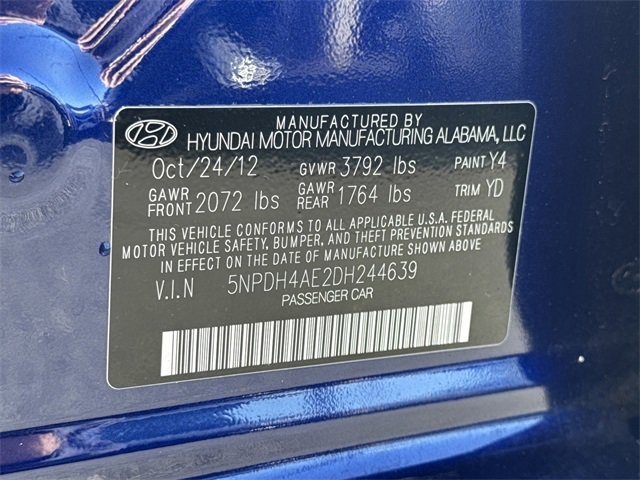 MANUFACTURED BY
HYUNDAI MOTOR MANUFACTURING ALABAMA, LLC
Oct/24/12 GVWR 3792 lbs PAINT Y4
GAWR FRONT 2072 lbs GAWR REAR 1764 lbs TRIM YD
THIS VEHICLE CONFORMS TO ALL APPLICABLE U.S.A. FEDERAL
MOTOR VEHICLE SAFETY, BUMPER, AND THEFT PREVENTION STANDARDS
IN EFFECT ON THE DATE OF MANUFACTURE SHOWN ABOVE
V.I.N 5NPDH4AE2DH244639
PASSENGER CAR